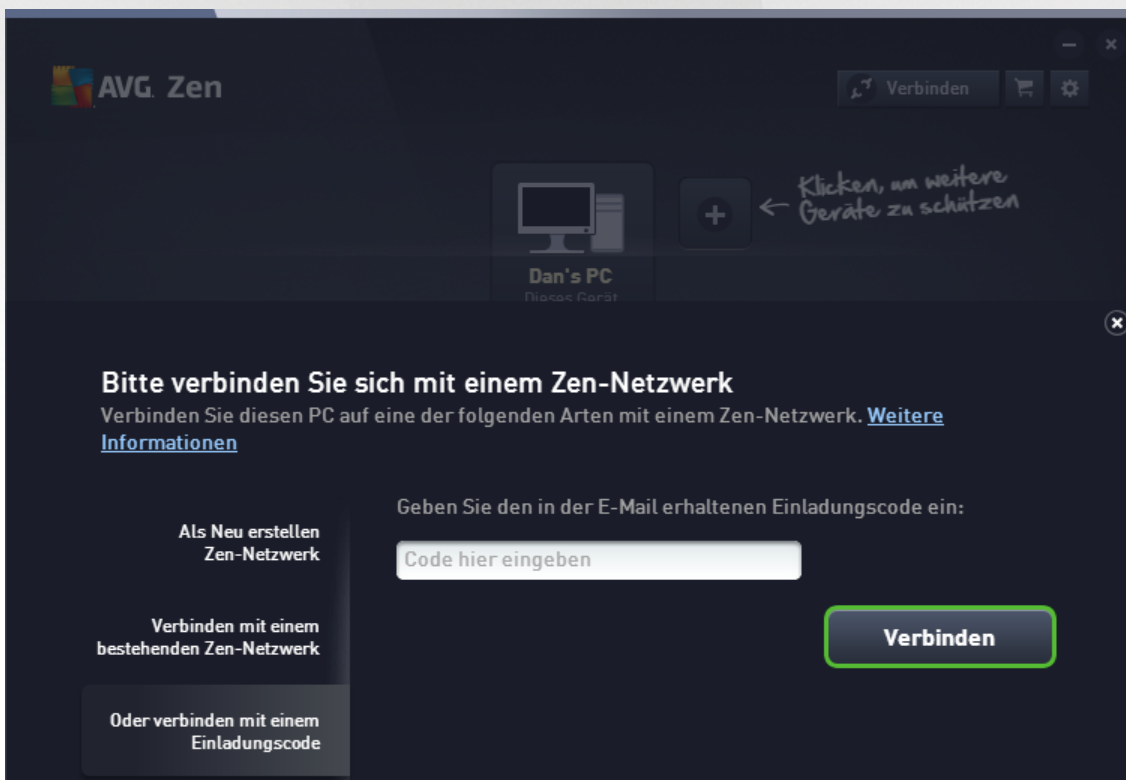 AVG. Zen
Verbinden
Klicken, um weitere
Geräte zu schützen
Dan's PC
Dieses Gerät
Bitte verbinden Sie sich mit einem Zen-Netzwerk
Verbinden Sie diesen PC auf eine der folgenden Arten mit einem Zen-Netzwerk. Weitere
Informationen
Als Neu erstellen
Zen-Netzwerk
Verbinden mit einem
bestehenden Zen-Netzwerk
Oder verbinden mit einem
Einladungscode
Geben Sie den in der E-Mail erhaltenen Einladungscode ein:
Code hier eingeben
Verbinden